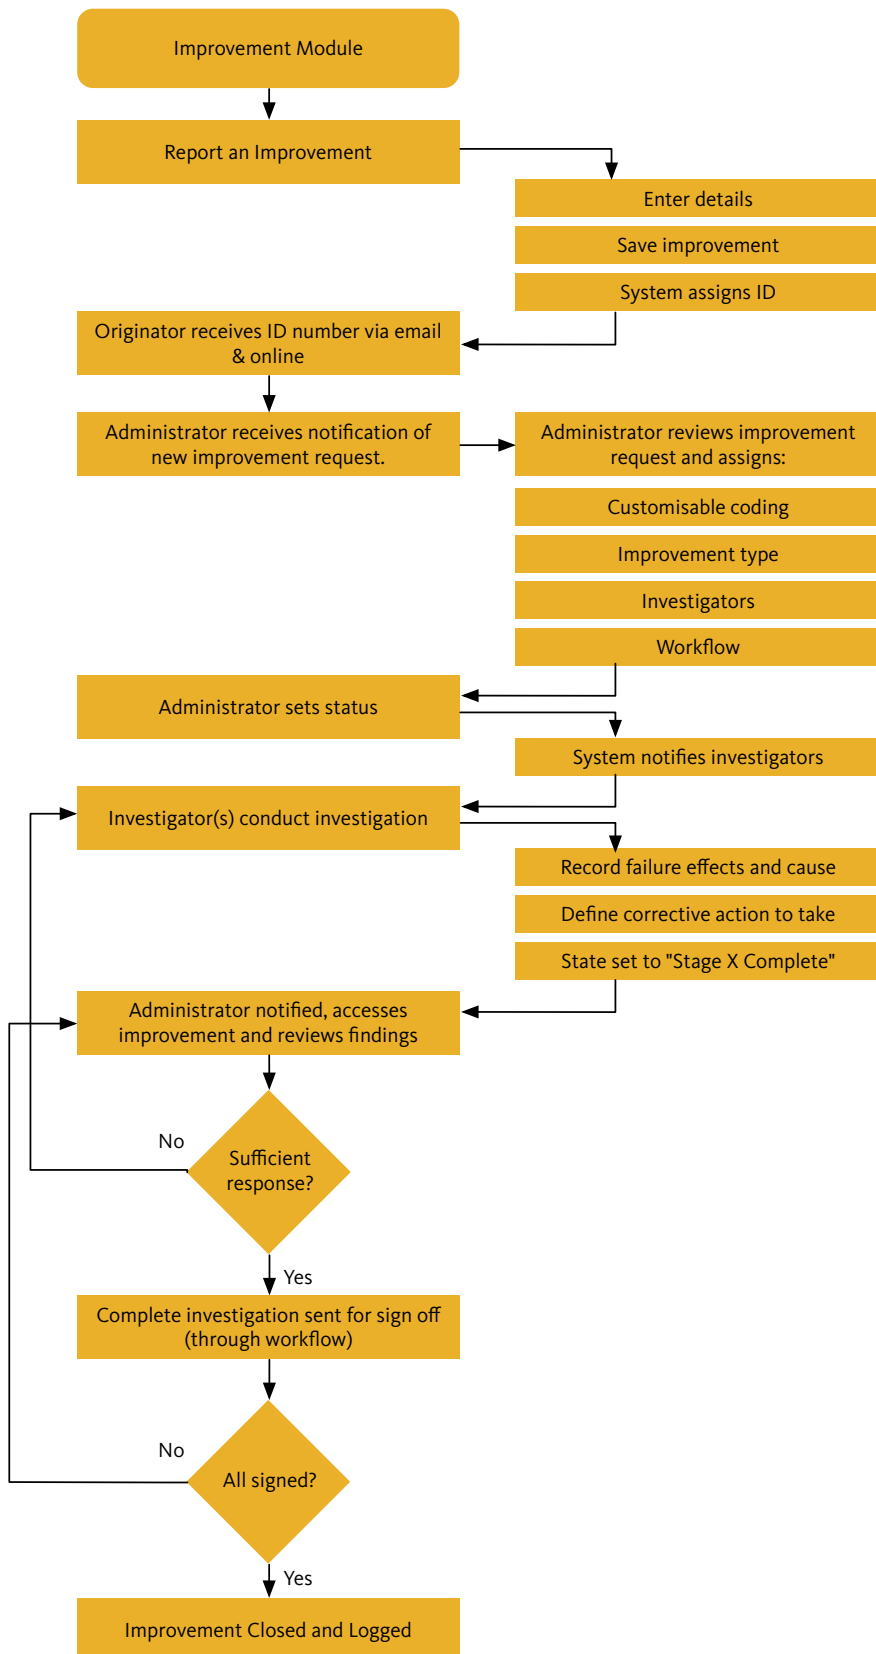 Improvement Module
Report an Improvement
Enter details
Save improvement
System assigns ID
Originator receives ID number via email
& online
Administrator receives notification of
new improvement request.
Administrator reviews improvement
request and assigns:
Customisable coding
Improvement type
Investigators
Workflow
Administrator sets status
System notifies investigators
Investigator(s) conduct investigation
Record failure effects and cause
Define corrective action to take
State set to "Stage X Complete"
Administrator notified, accesses
improvement and reviews findings
No
Sufficient
response?
Yes
Complete investigation sent for sign off
(through workflow)
No
All signed?
Yes
Improvement Closed and Logged